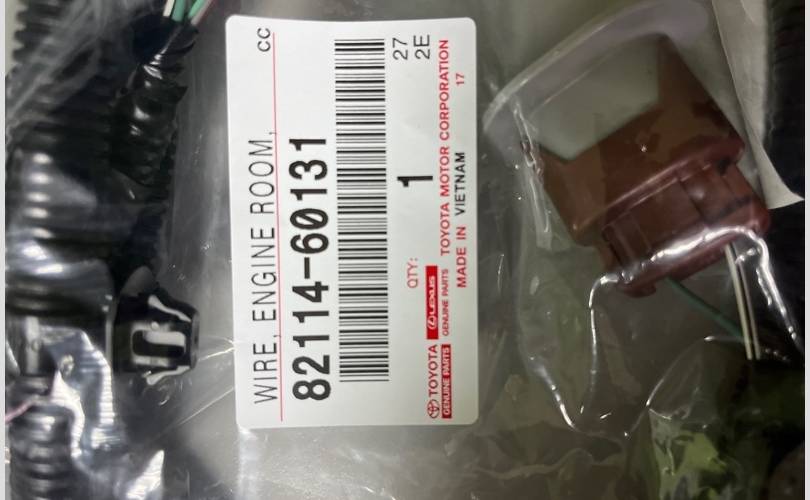 WIRE, ENGINE ROOM, CC
82114-60131
QTY: 1 27
2E
TOYOTA GENUINE PARTS LEXUS GENUINE PARTS TOYOTA MOTOR CORPORATION
MADE IN VIETNAM 17